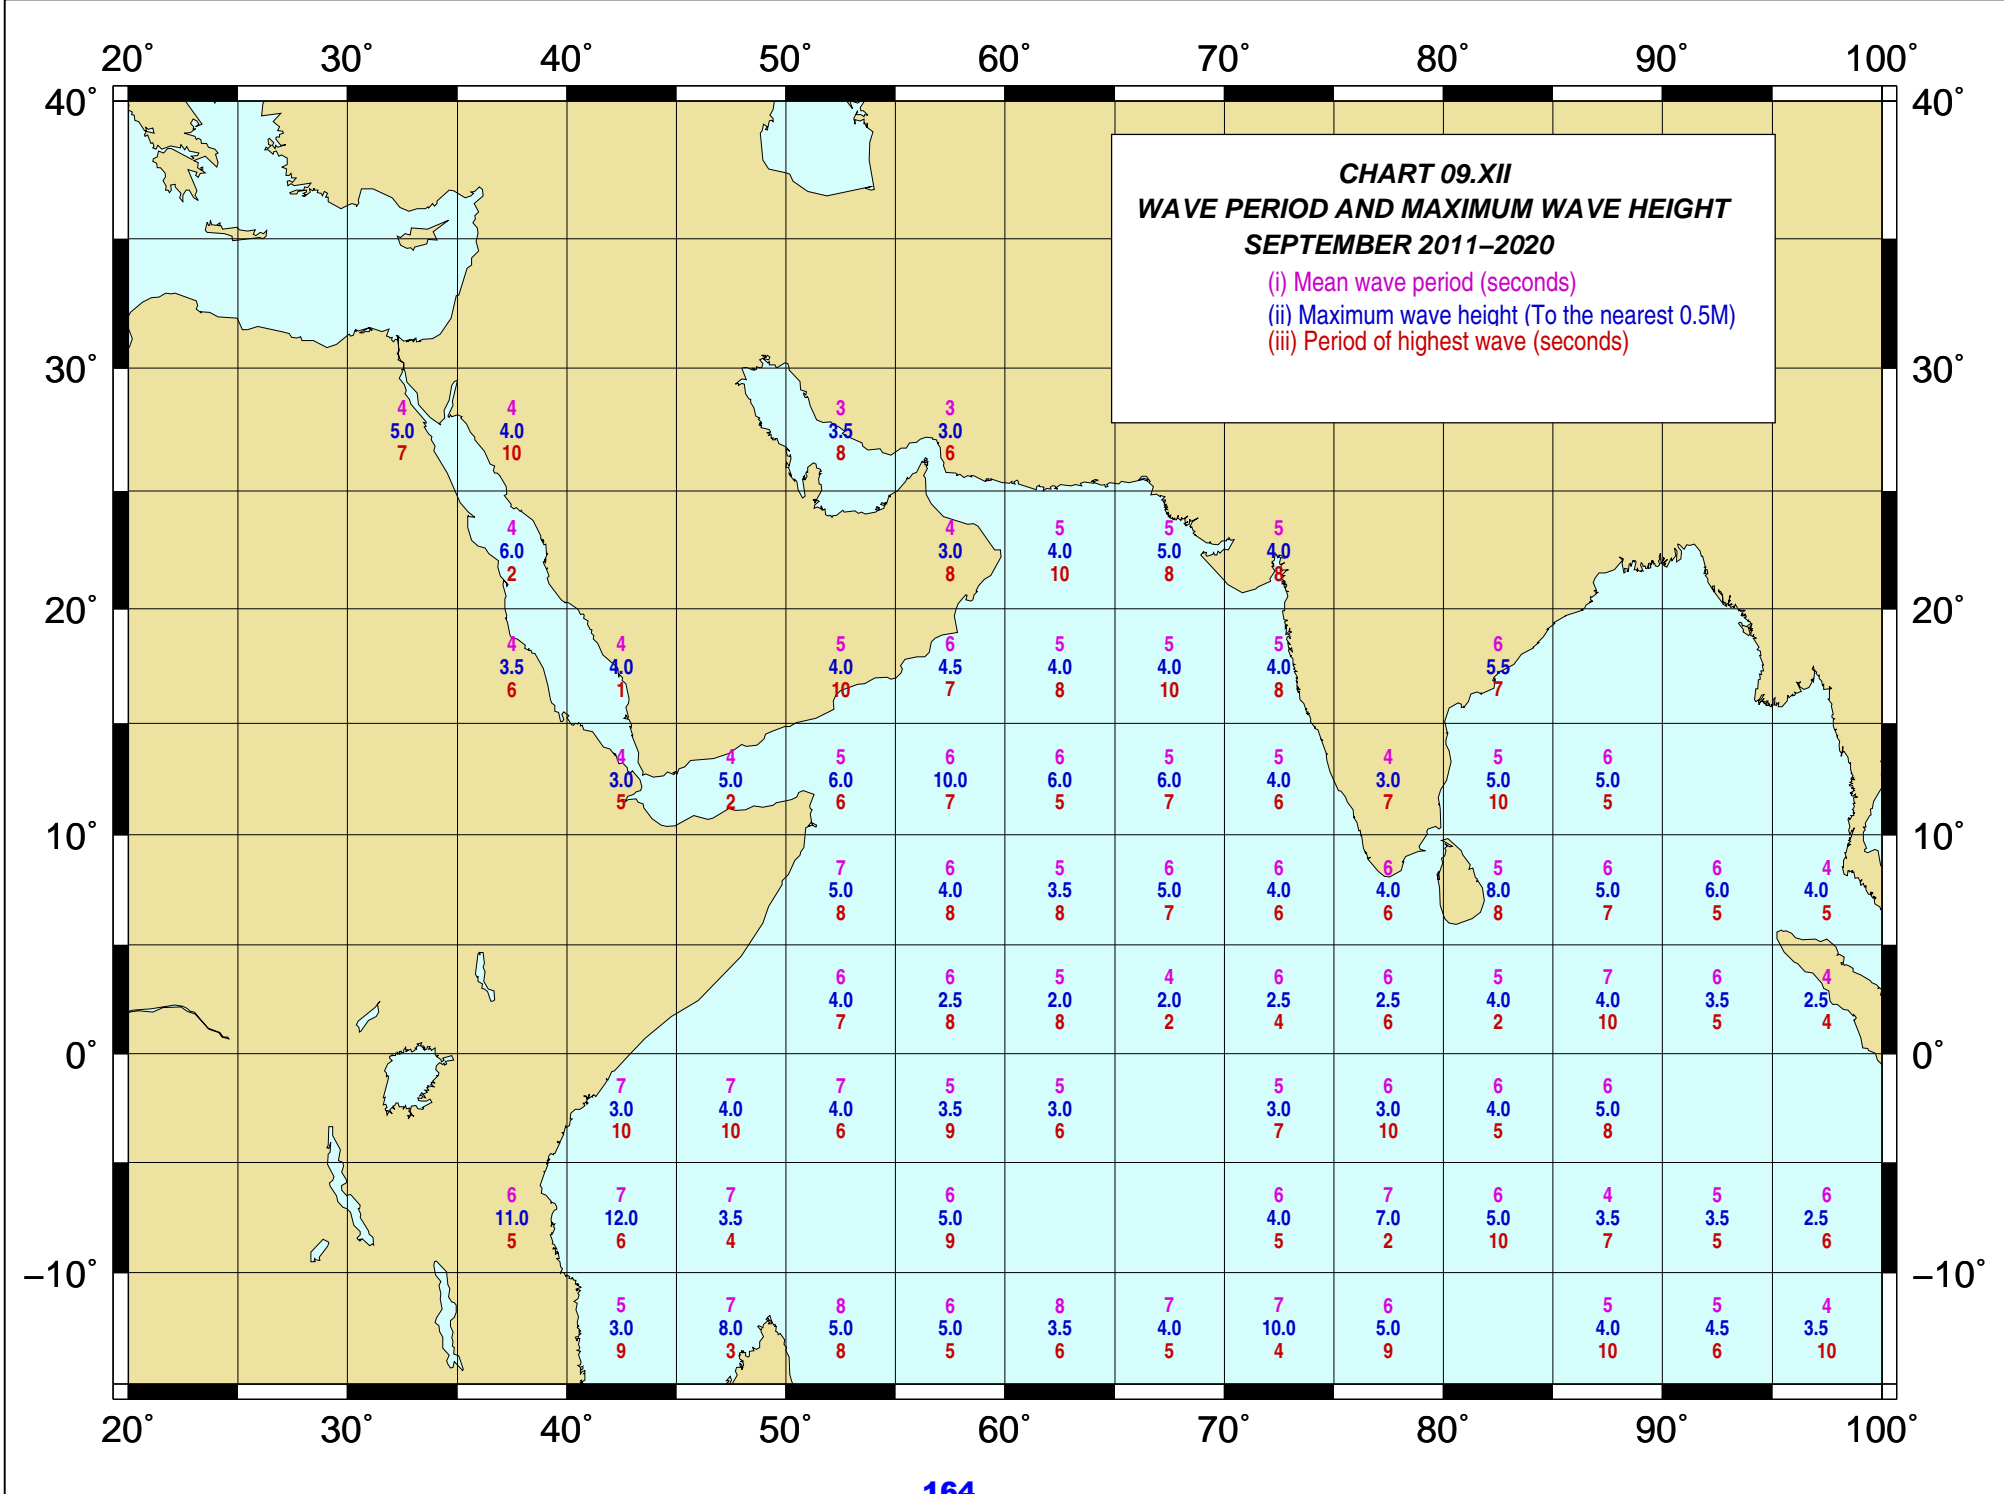 20° 30° 40° 50° 60° 70° 80° 90° 100°
40° 40°
CHART 09.XII
WAVE PERIOD AND MAXIMUM WAVE HEIGHT
SEPTEMBER 2011–2020
(i) Mean wave period (seconds)
(ii) Maximum wave height (To the nearest 0.5M)
(iii) Period of highest wave (seconds)
30° 30°
4 4 3 3
5.0 4.0 3.5 3.0
7 10 8 6
4 4 5 5 5
6.0 3.0 4.0 5.0 4.0
2 8 10 8 8
20° 20°
4 4 5 6 5 5 5 6
3.5 4.0 4.0 4.5 4.0 4.0 4.0 5.5
6 1 10 7 8 10 8 7
4 4 5 6 6 5 5 4 5 6
3.0 5.0 6.0 10.0 6.0 6.0 4.0 3.0 5.0 5.0
5 2 6 7 5 7 6 7 10 5
10° 10°
7 6 5 6 6 6 5 6 6 4
5.0 4.0 3.5 5.0 4.0 4.0 8.0 5.0 6.0 4.0
8 8 8 7 6 6 8 7 5 5
6 6 5 4 6 6 5 7 6 4
4.0 2.5 2.0 2.0 2.5 2.5 4.0 4.0 3.5 2.5
7 8 8 2 4 6 2 10 5 4
0° 0°
7 7 7 5 5 5 6 6 6
3.0 4.0 4.0 3.5 3.0 3.0 3.0 4.0 5.0
10 10 6 9 6 7 10 5 8
6 7 7 6 6 7 6 4 5 6
11.0 12.0 3.5 5.0 4.0 7.0 5.0 3.5 3.5 2.5
5 6 4 9 5 2 10 7 5 6
–10° –10°
5 7 8 6 8 7 7 6 5 5 4
3.0 8.0 5.0 5.0 3.5 4.0 10.0 5.0 4.0 4.5 3.5
9 3 8 5 6 5 4 9 10 6 10
20° 30° 40° 50° 60° 70° 80° 90° 100°
164